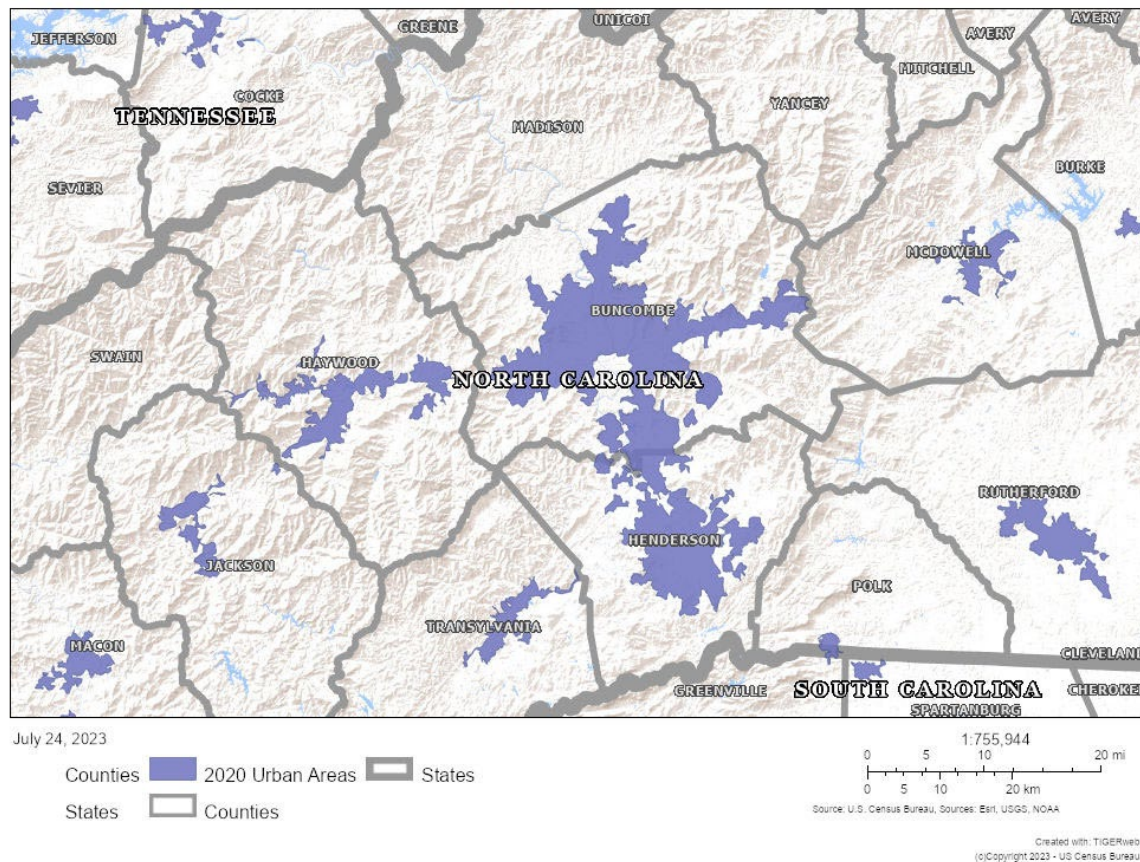 JEFFERSON
GREENE
UNICOI
AVERY
AVERY
MITCHELL
COCKE
TENNESSEE
YANCEY
MADISON
SEVIER
BURKE
MCDOWELL
BUNCOMBE
SWAIN
HAYWOOD
NORTH CAROLINA
RUTHERFORD
HENDERSON
JACKSON
POLK
TRANSYLVANIA
MACON
CLEVELAND
GREENVILLE
SOUTH CAROLINA
CHEROKE
SPARTANBURG
July 24, 2023
Counties 2020 Urban Areas States
States Counties
1:755,944
0 5 10 20 mi
0 5 10 20 km
Source: U.S. Census Bureau, Sources: Esri, USGS, NOAA
Created with: TIGERweb
(c)Copyright 2023 - US Census Bureau